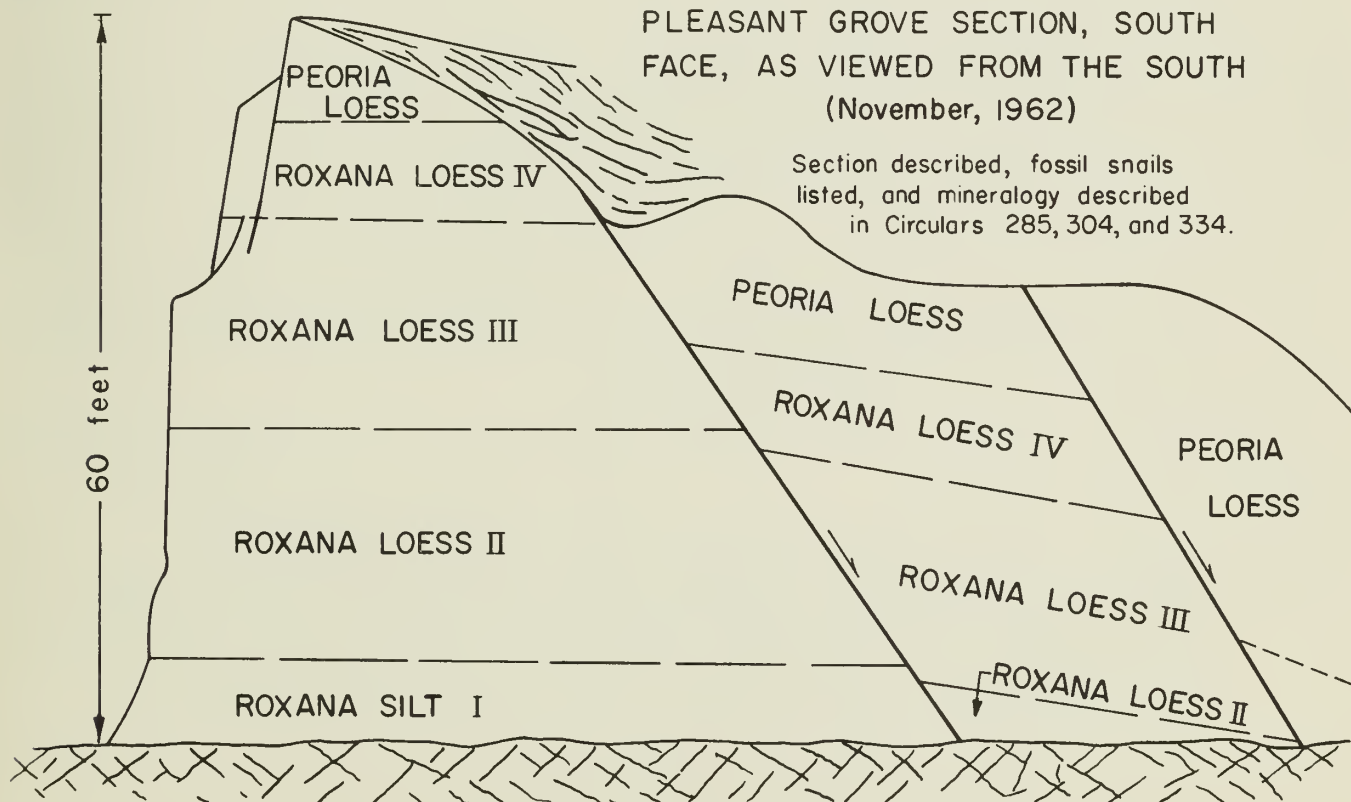 PLEASANT GROVE SECTION, SOUTH
FACE, AS VIEWED FROM THE SOUTH
(November, 1962)
Section described, fossil snails
listed, and mineralogy described
in Circulars 285, 304, and 334.
60 feet
PEORIA
LOESS
ROXANA LOESS IV
ROXANA LOESS III
ROXANA LOESS II
ROXANA SILT I
PEORIA LOESS
ROXANA LOESS IV
ROXANA LOESS III
ROXANA LOESS II
PEORIA
LOESS